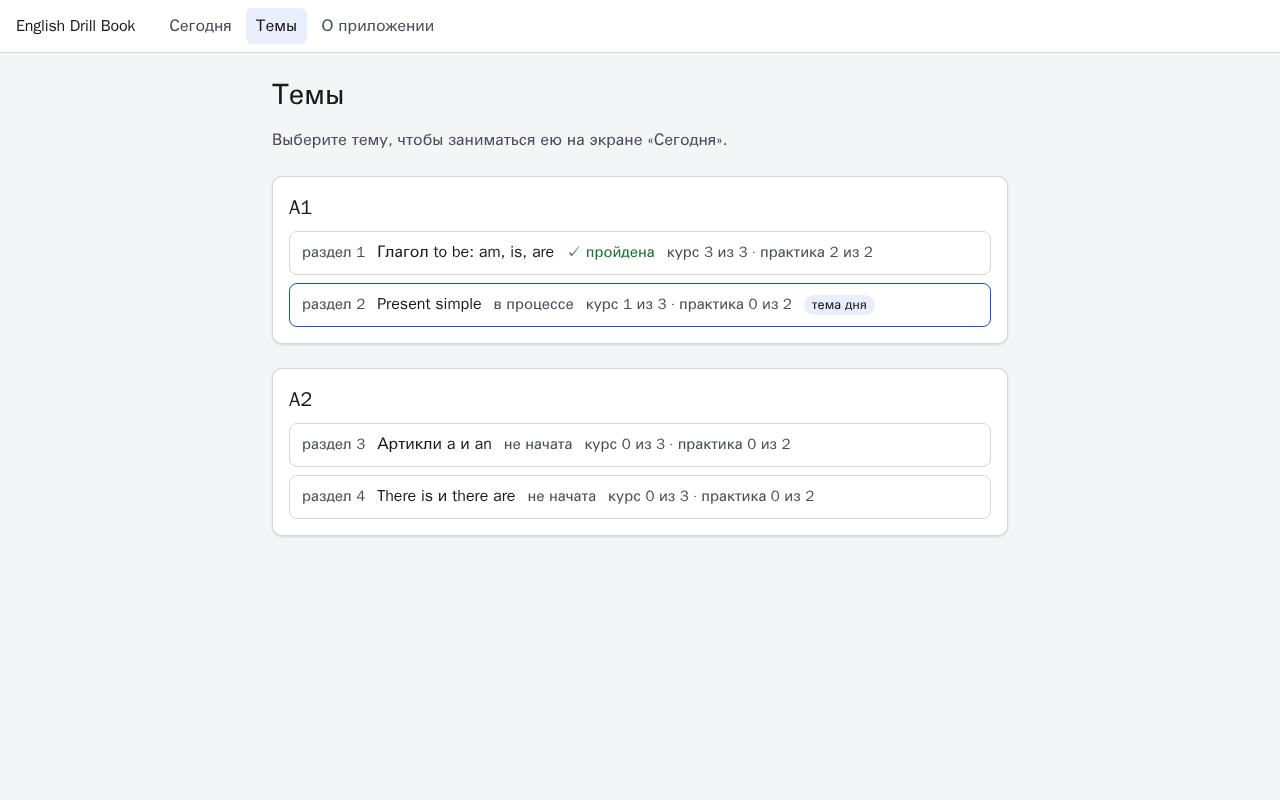 English Drill Book Сегодня Темы О приложении
Темы
Выберите тему, чтобы заниматься ею на экране «Сегодня».
A1
раздел 1 Глагол to be: am, is, are ✓ пройдена курс 3 из 3 · практика 2 из 2
раздел 2 Present simple в процессе курс 1 из 3 · практика 0 из 2 тема дня
A2
раздел 3 Артикли a и an не начата курс 0 из 3 · практика 0 из 2
раздел 4 There is и there are не начата курс 0 из 3 · практика 0 из 2